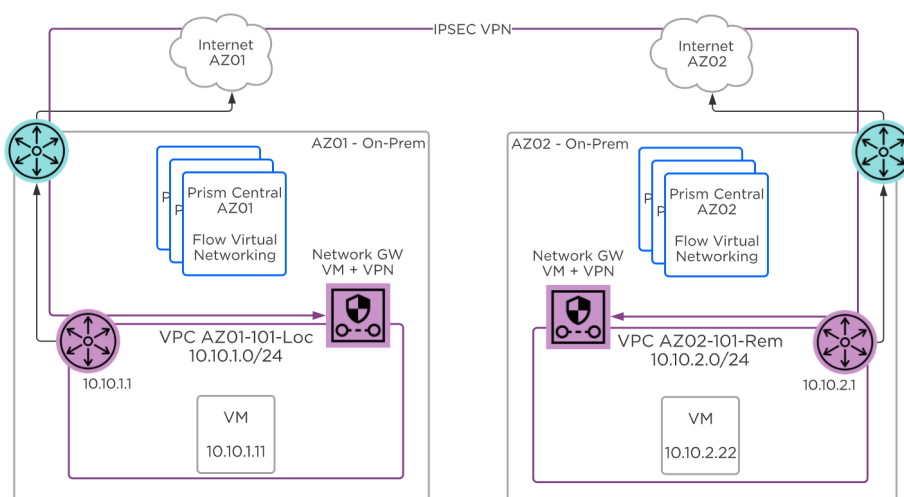 IPSEC VPN
Internet
AZ01
Internet
AZ02
AZ01 - On-Prem
AZ02 - On-Prem
P
P
Prism Central
AZ01
Flow Virtual
Networking
P
P
Prism Central
AZ02
Flow Virtual
Networking
Network GW
VM + VPN
Network GW
VM + VPN
VPC AZ01-101-Loc
10.10.1.0/24
VPC AZ02-101-Rem
10.10.2.0/24
10.10.1.1
10.10.2.1
VM
10.10.1.11
VM
10.10.2.22